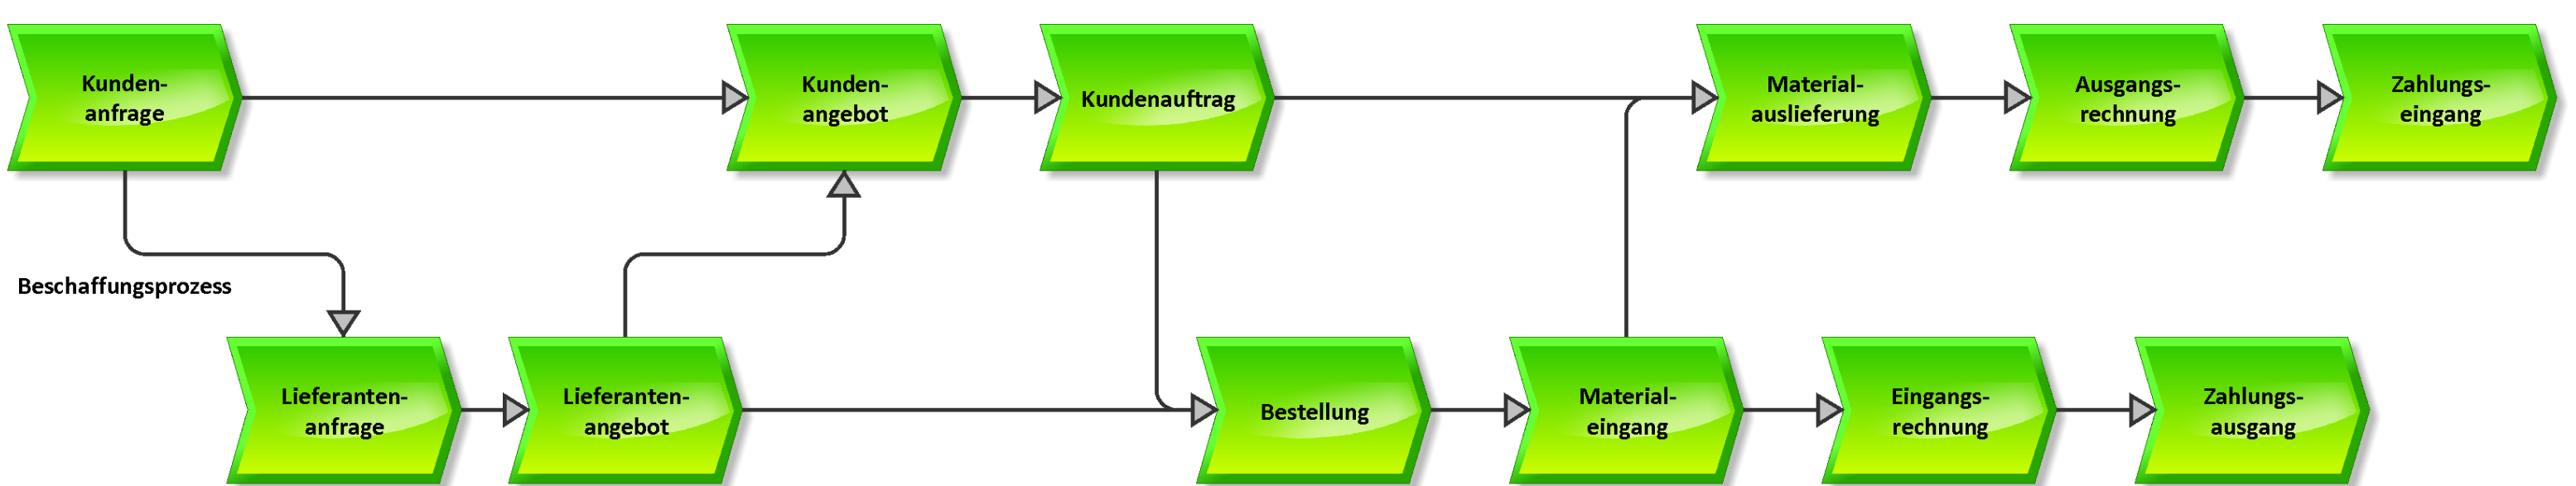 Kunden-
anfrage
Kunden-
angebot
Kundenauftrag
Material-
auslieferung
Ausgangs-
rechnung
Zahlungs-
eingang
Beschaffungsprozess
Lieferanten-
anfrage
Lieferanten-
angebot
Bestellung
Material-
eingang
Eingangs-
rechnung
Zahlungs-
ausgang